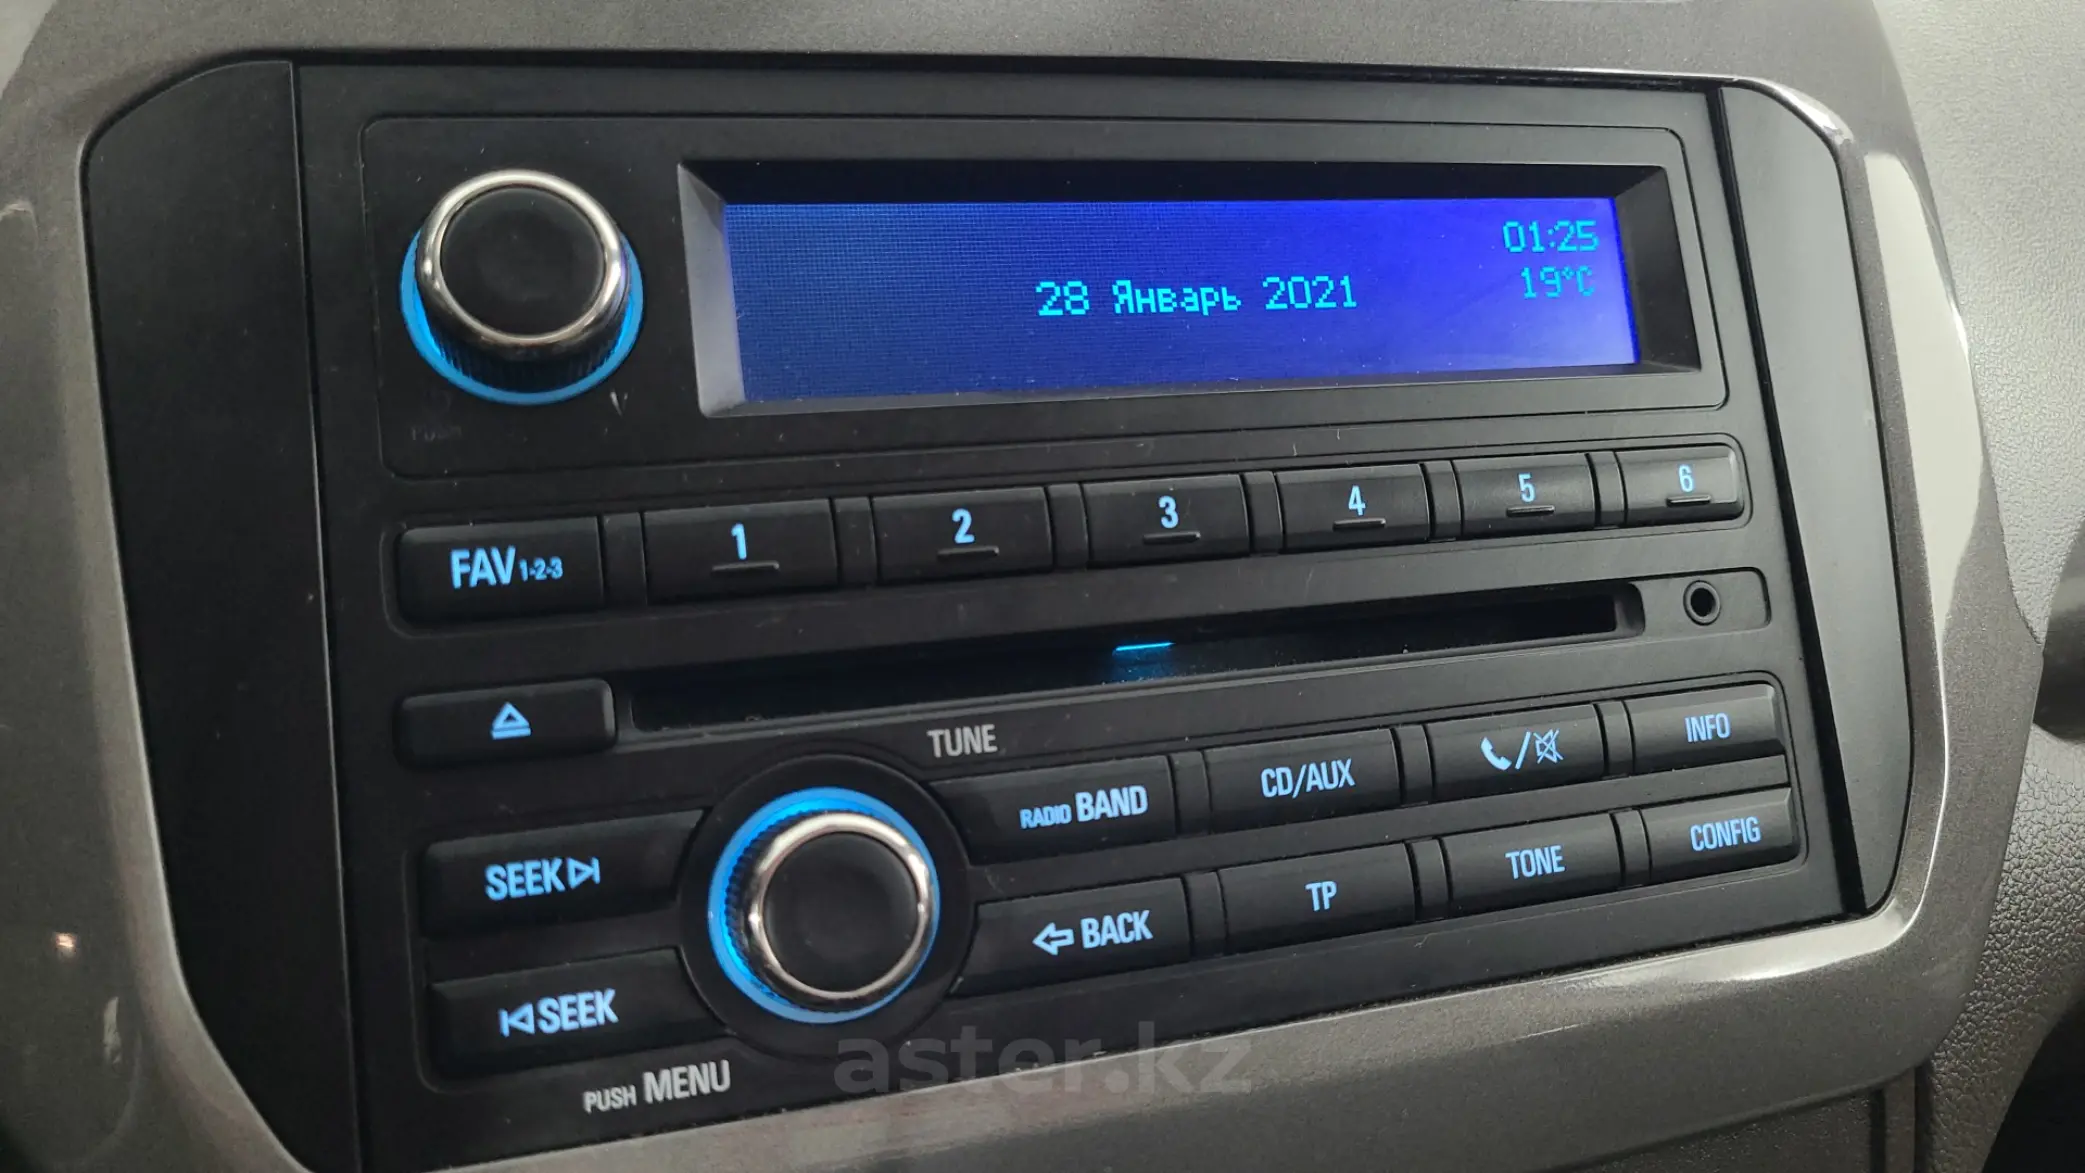 01:25
19°C
28 Январь 2021
FAV 1-2-3
1
2
3
4
5
6
TUNE
RADIO BAND
CD/AUX
INFO
SEEK
BACK
TP
TONE
CONFIG
SEEK
PUSH MENU
aster.kz